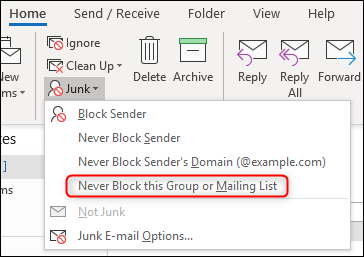 Home Send / Receive Folder View
New
ms
Ignore
Clean Up
Junk
Delete
Archive
Reply
Reply
All
Forward
Block Sender
Never Block Sender
Never Block Sender's Domain (@example.com)
Never Block this Group or Mailing List
Not Junk
Junk E-mail Options...
tes
]
ms